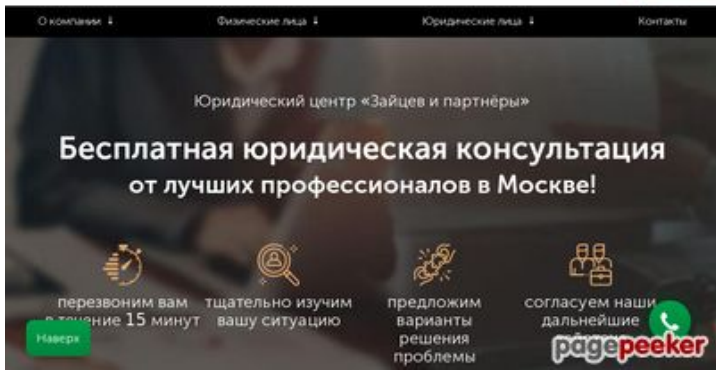 О компании ⬇ Физические лица ⬇ Юридические лица ⬇ Контакты
Юридический центр «Зайцев и партнёры»
Бесплатная юридическая консультация
от лучших профессионалов в Москве!
перезвоним вам
в течение 15 минут
тщательно изучим
вашу ситуацию
предложим
варианты
решения
проблемы
согласуем наши
дальнейшие
Наверх
pagepeeker